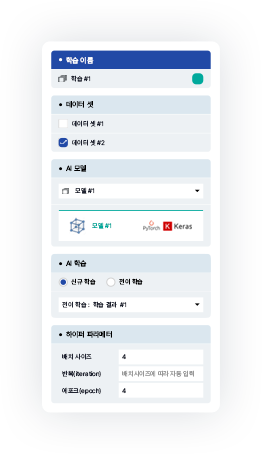 • 학습 이름
학습 #1
• 데이터 셋
데이터 셋 #1
데이터 셋 #2
• AI 모델
모델 #1
모델 #1 PyTorch K Keras
• AI 학습
신규 학습 전이 학습
전이 학습 : 학습 결과 #1
• 하이퍼 파라메터
배치 사이즈 4
반복(iteration) 배치사이즈에 따라 자동 입력
에포크(epoch) 4